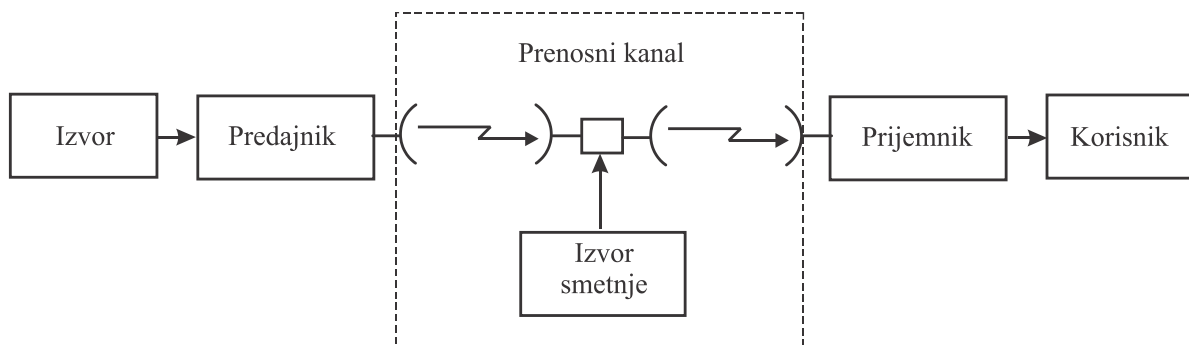 Prenosni kanal
Izvor
Predajnik
Prijemnik
Korisnik
Izvor
smetnje